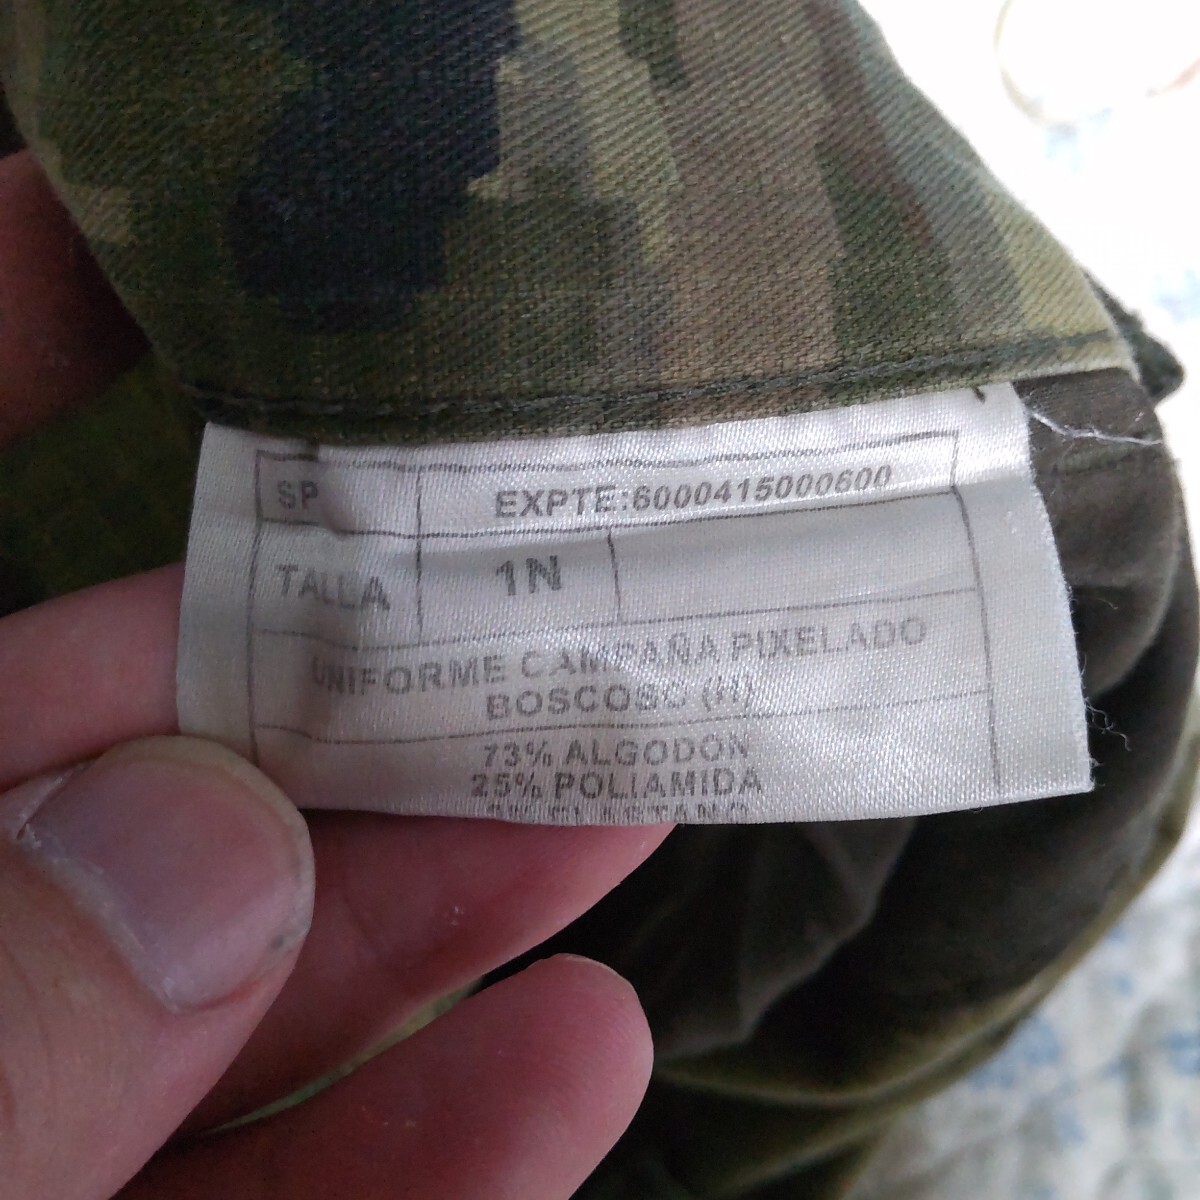 SP EXPTE:6000415000600
TALLA 1N
UNIFORME CAMPAÑA PIXELADO
BOSCOSO (H)
73% ALGODON
25% POLIAMIDA